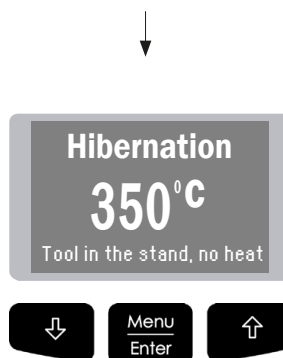 Hibernation
350°C
Tool in the stand, no heat
Menu
Enter